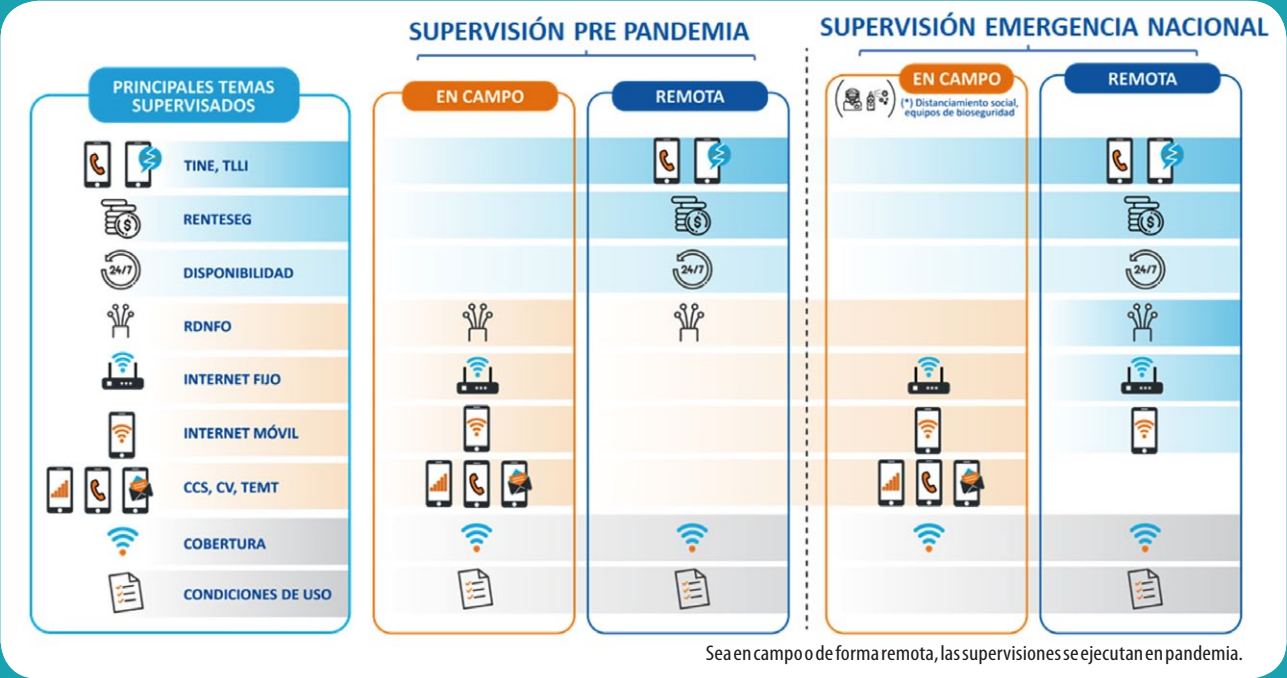 SUPERVISIÓN PRE PANDEMIA
SUPERVISIÓN EMERGENCIA NACIONAL
PRINCIPALES TEMAS
SUPERVISADOS
EN CAMPO
REMOTA
EN CAMPO
(*) Distanciamiento social,
equipos de bioseguridad
REMOTA
TINE, TLLI
RENTESEG
$
$
$
DISPONIBILIDAD
24/7
24/7
24/7
RDNFO
INTERNET FIJO
INTERNET MÓVIL
CCS, CV, TEMT
COBERTURA
CONDICIONES DE USO
Sea en campo o de forma remota, las supervisiones se ejecutan en pandemia.